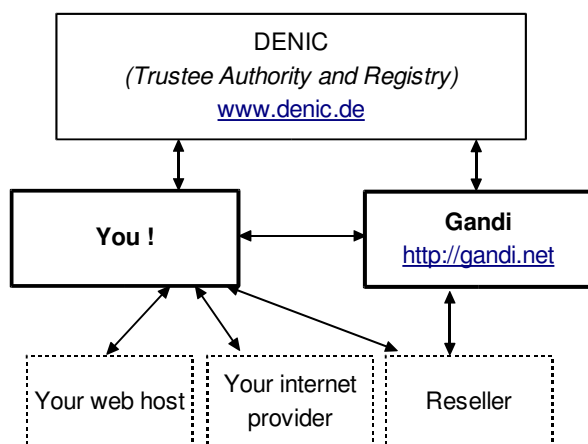 DENIC
(Trustee Authority and Registry)
www.denic.de
You !
Gandi
http://gandi.net
Your web host
Your internet
provider
Reseller